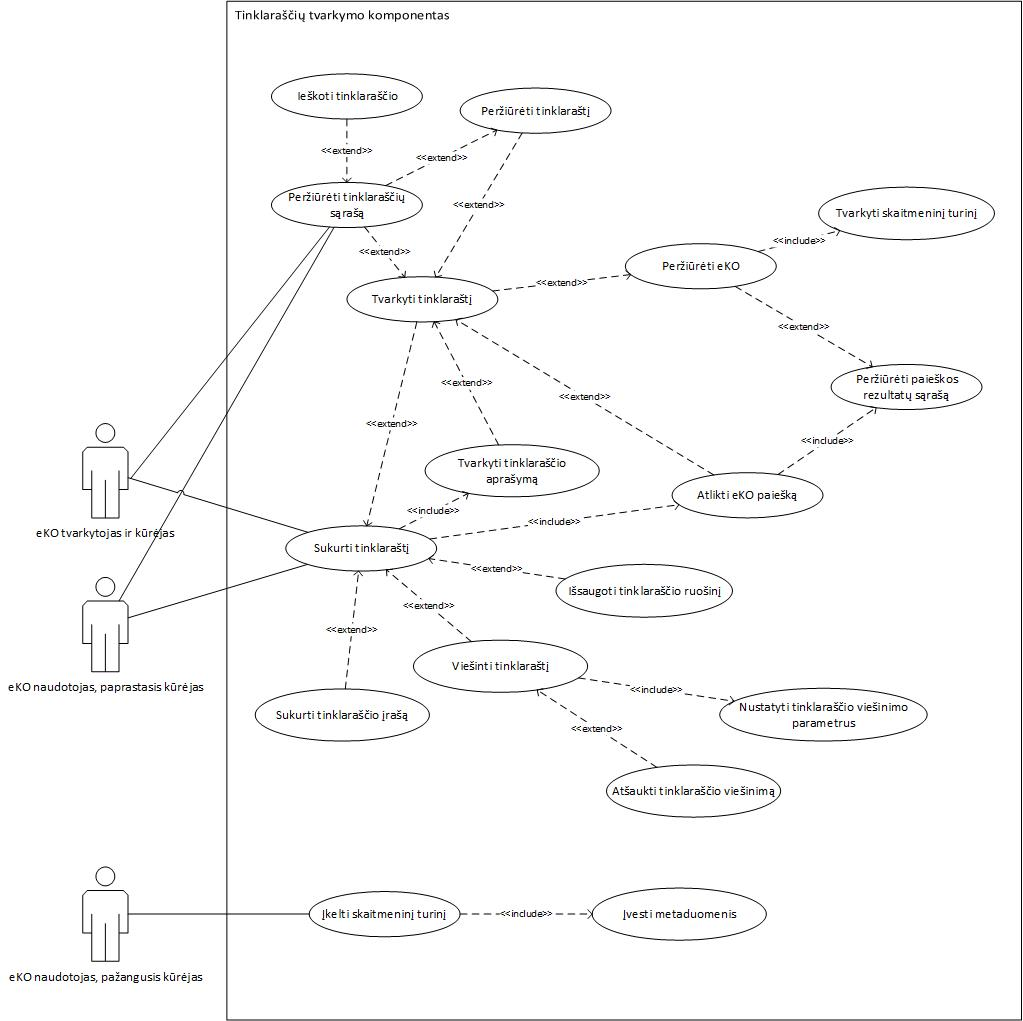 Tinklaraščių tvarkymo komponentas
Ieškoti tinklaraščio
Peržiūrėti tinklaraštį
<<extend>>
<<extend>>
Peržiūrėti tinklaraščių
sąrašą
<<extend>>
Tvarkyti skaitmeninį turinį
<<include>>
<<extend>>
Peržiūrėti eKO
<<extend>>
Tvarkyti tinklaraštį
<<extend>>
Peržiūrėti paieškos
rezultatų sąrašą
<<extend>>
<<extend>>
<<extend>>
<<include>>
Tvarkyti tinklaraščio
aprašymą
Atlikti eKO paiešką
<<include>>
<<include>>
eKO tvarkytojas ir kūrėjas
Sukurti tinklaraštį
<<extend>>
Išsaugoti tinklaraščio ruošinį
<<extend>>
<<extend>>
Viešinti tinklaraštį
eKO naudotojas, paprastasis kūrėjas
<<include>>
Sukurti tinklaraščio įrašą
Nustatyti tinklaraščio viešinimo
parametrus
<<extend>>
Atšaukti tinklaraščio viešinimą
Įkelti skaitmeninį turinį
<<include>>
Įvesti metaduomenis
eKO naudotojas, pažangusis kūrėjas